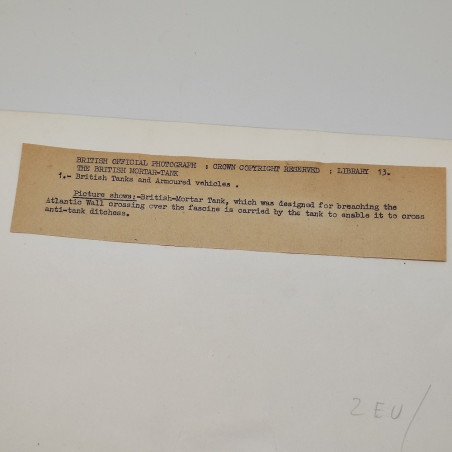 BRITISH OFFICIAL PHOTOGRAPH : CROWN COPYRIGHT RESERVED : LIBRARY 13.
THE BRITISH MORTAR-TANK
1.- British Tanks and Armoured vehicles .
Picture shows:-British-Mortar Tank, which was designed for breaching the
Atlantic Wall crossing over the fascine is carried by the tank to enable it to cross
anti-tank ditchess.
2 EU/